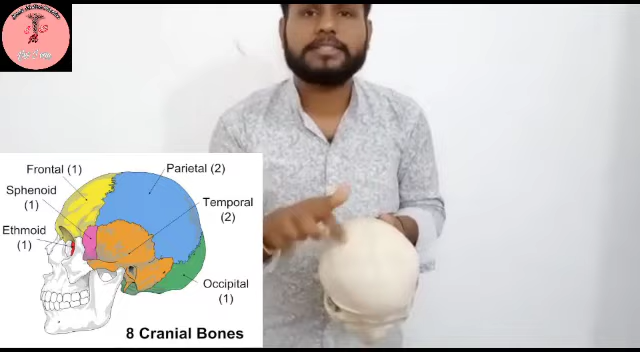 Frontal (1)
Parietal (2)
Sphenoid
(1)
Temporal
(2)
Ethmoid
(1)
Occipital
(1)
8 Cranial Bones